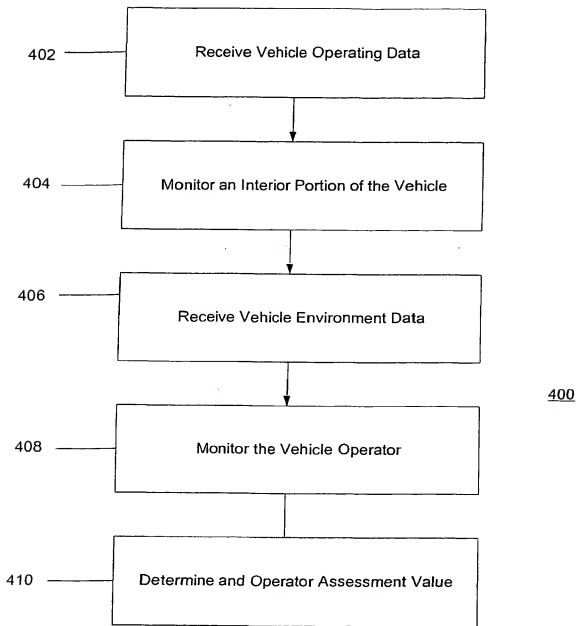 402
Receive Vehicle Operating Data
404
Monitor an Interior Portion of the Vehicle
406
Receive Vehicle Environment Data
400
408
Monitor the Vehicle Operator
410
Determine and Operator Assessment Value